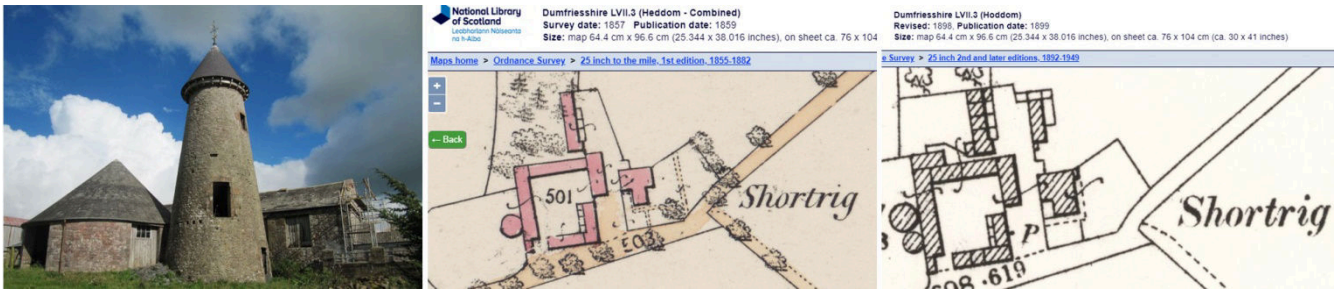 National Library
of Scotland
Leabharlann Nàiseanta
na h-Alba
Dumfriesshire LVII.3 (Heddom - Combined)
Survey date: 1857 Publication date: 1859
Size: map 64.4 cm x 96.6 cm (25.344 x 38.016 inches), on sheet ca. 76 x 104
Maps home > Ordnance Survey > 25 inch to the mile, 1st edition, 1855-1882
+
−
← Back
501
503
Shortrig
Dumfriesshire LVII.3 (Hoddom)
Revised: 1898, Publication date: 1899
Size: map 64.4 cm x 96.6 cm (25.344 x 38.016 inches), on sheet ca. 76 x 104 cm (ca. 30 x 41 inches)
e Survey > 25 inch 2nd and later editions, 1892-1949
Shortrig
P
698 .619